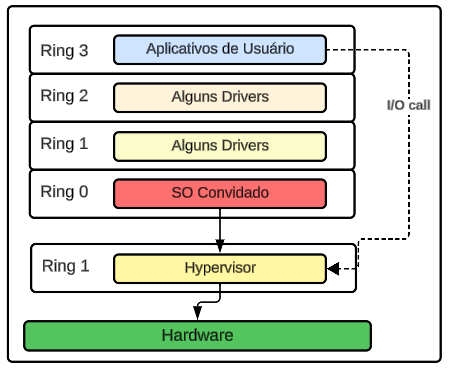 Ring 3
Aplicativos de Usuário
Ring 2
Alguns Drivers
I/O call
Ring 1
Alguns Drivers
Ring 0
SO Convidado
Ring 1
Hypervisor
Hardware